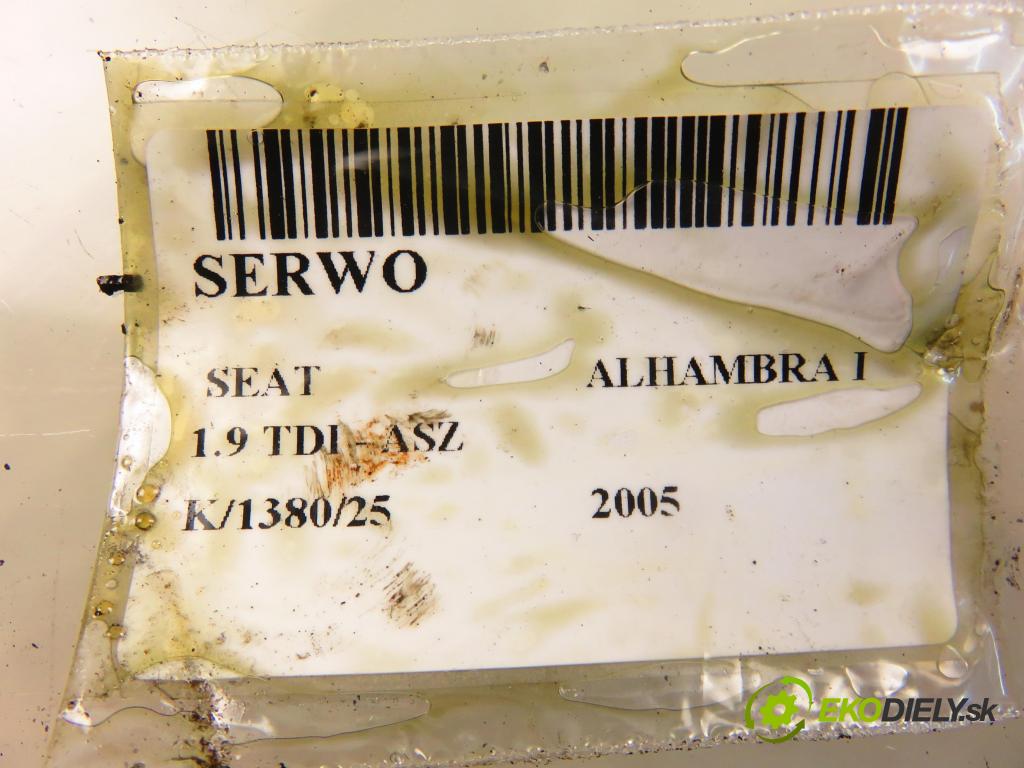 SERWO
SEAT ALHAMBRA I
1.9 TDI - ASZ
K/1380/25 2005
EKODIELY.sk